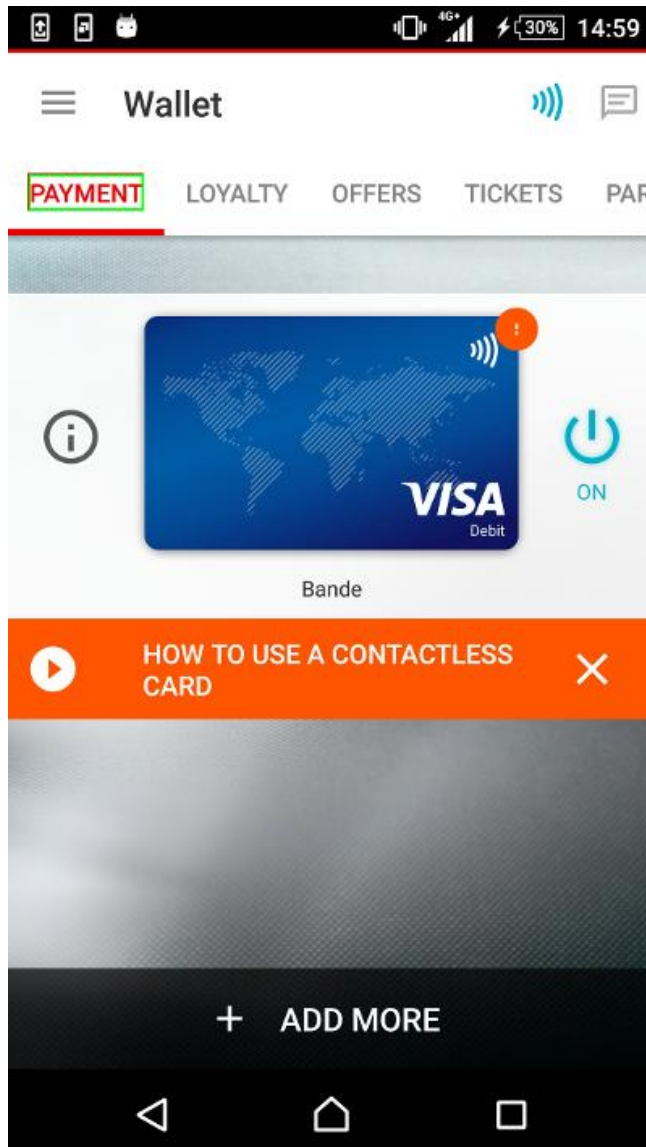 4G+ 30% 14:59
Wallet
PAYMENT LOYALTY OFFERS TICKETS PAR
VISA
Debit
ON
Bande
HOW TO USE A CONTACTLESS
CARD
+ ADD MORE